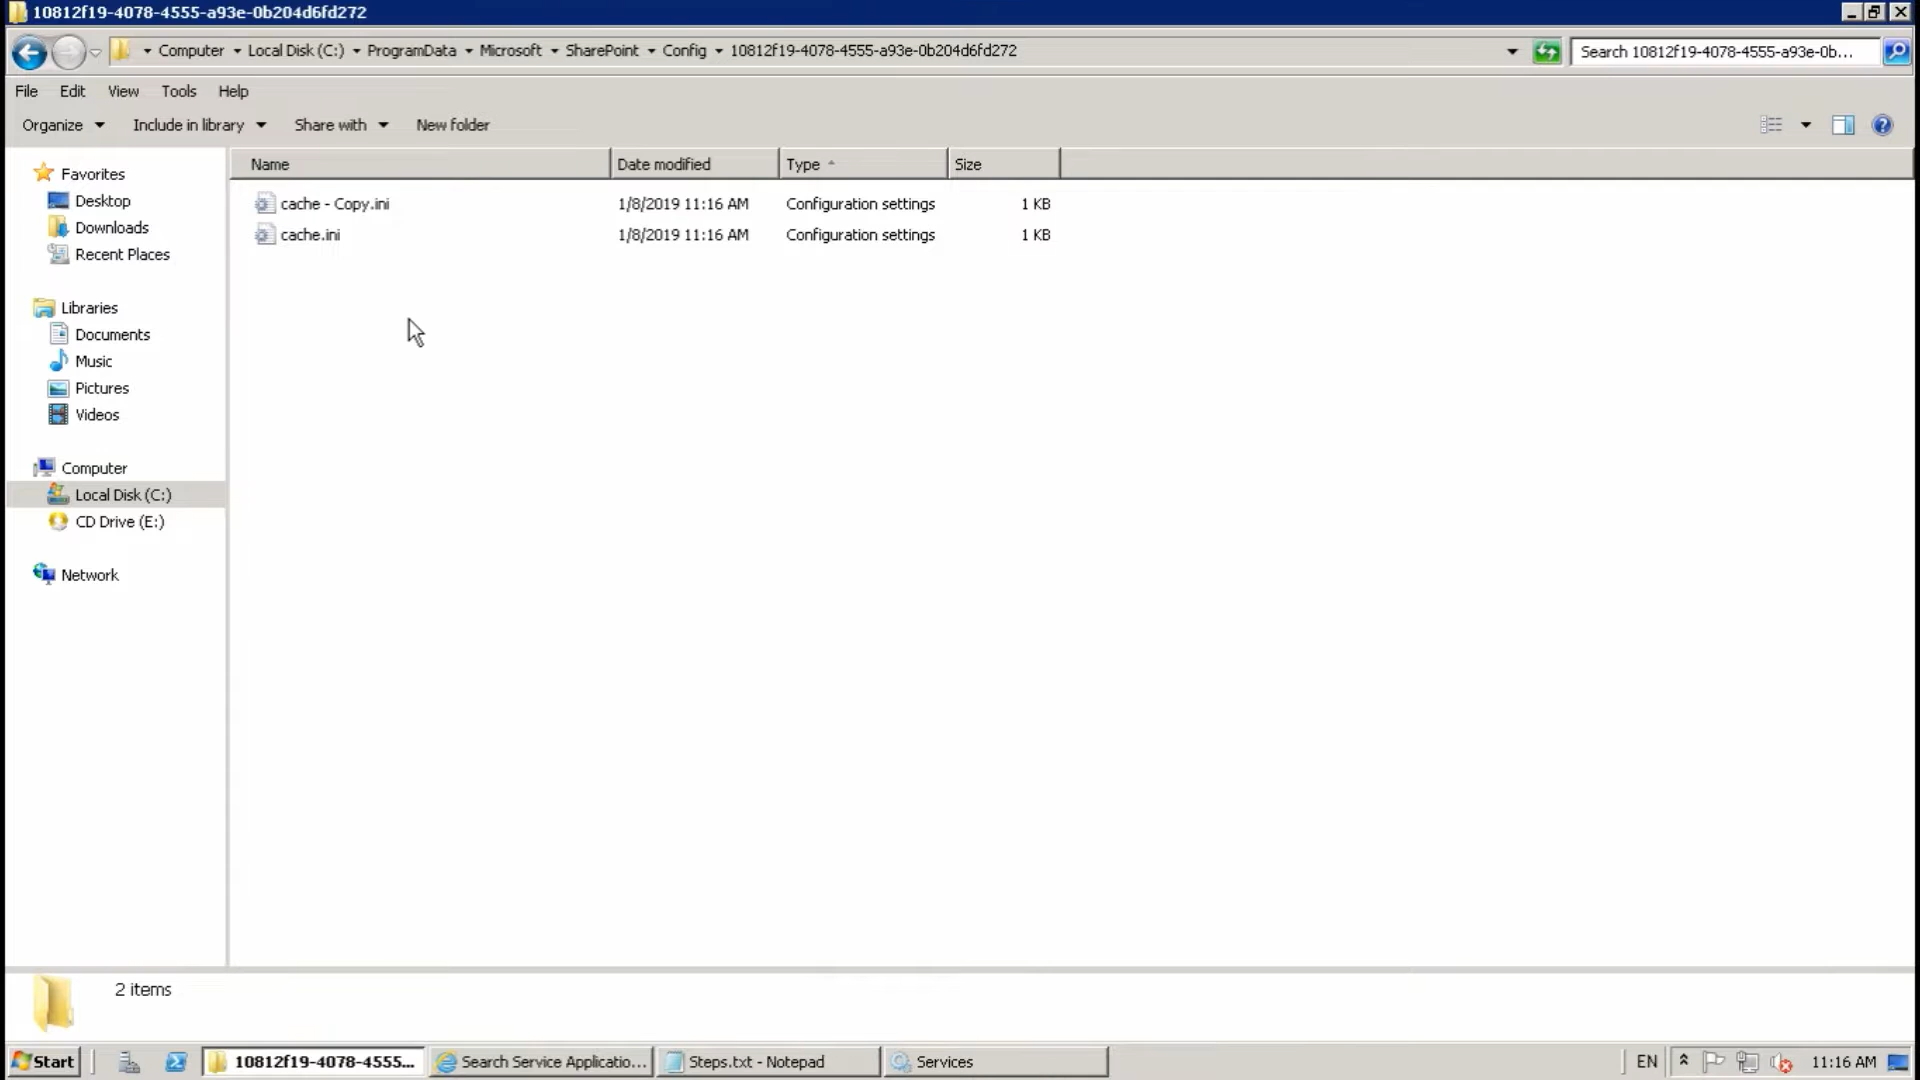 10812f19-4078-4555-a93e-0b204d6fd272
Computer Local Disk (C:) ProgramData Microsoft SharePoint Config 10812f19-4078-4555-a93e-0b204d6fd272
Search 10812f19-4078-4555-a93e-0b...
File Edit View Tools Help
Organize Include in library Share with New folder
Name Date modified Type Size
cache - Copy.ini 1/8/2019 11:16 AM Configuration settings 1 KB
cache.ini 1/8/2019 11:16 AM Configuration settings 1 KB
Favorites
Desktop
Downloads
Recent Places
Libraries
Documents
Music
Pictures
Videos
Computer
Local Disk (C:)
CD Drive (E:)
Network
2 items
Start 10812f19-4078-4555... Search Service Applicatio... Steps.txt - Notepad Services EN 11:16 AM